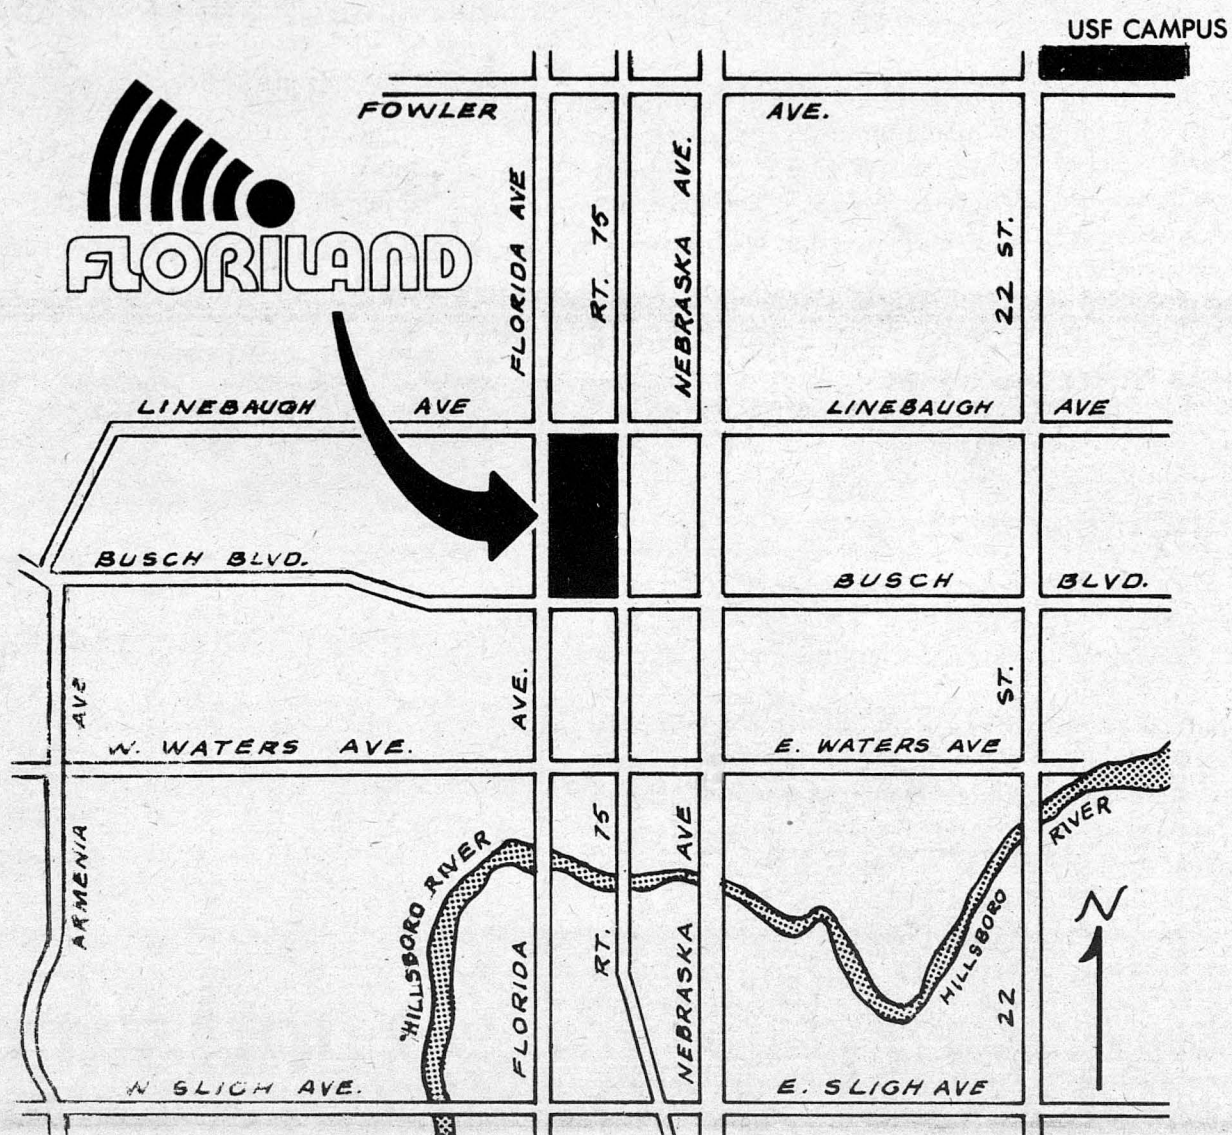 USF CAMPUS
FOWLER AVE.
FLORILAND
FLORIDA AVE
RT. 75
NEBRASKA AVE.
22 ST.
LINEBAUGH AVE
LINEBAUGH AVE
BUSCH BLVD.
BUSCH BLVD.
AVE
AVE.
ST.
W. WATERS AVE.
E. WATERS AVE
ARMENIA
HILLSBORO RIVER
FLORIDA
RT. 75
NEBRASKA AVE
HILLSBORO
RIVER
22
N
W SLIGH AVE.
E. SLIGH AVE